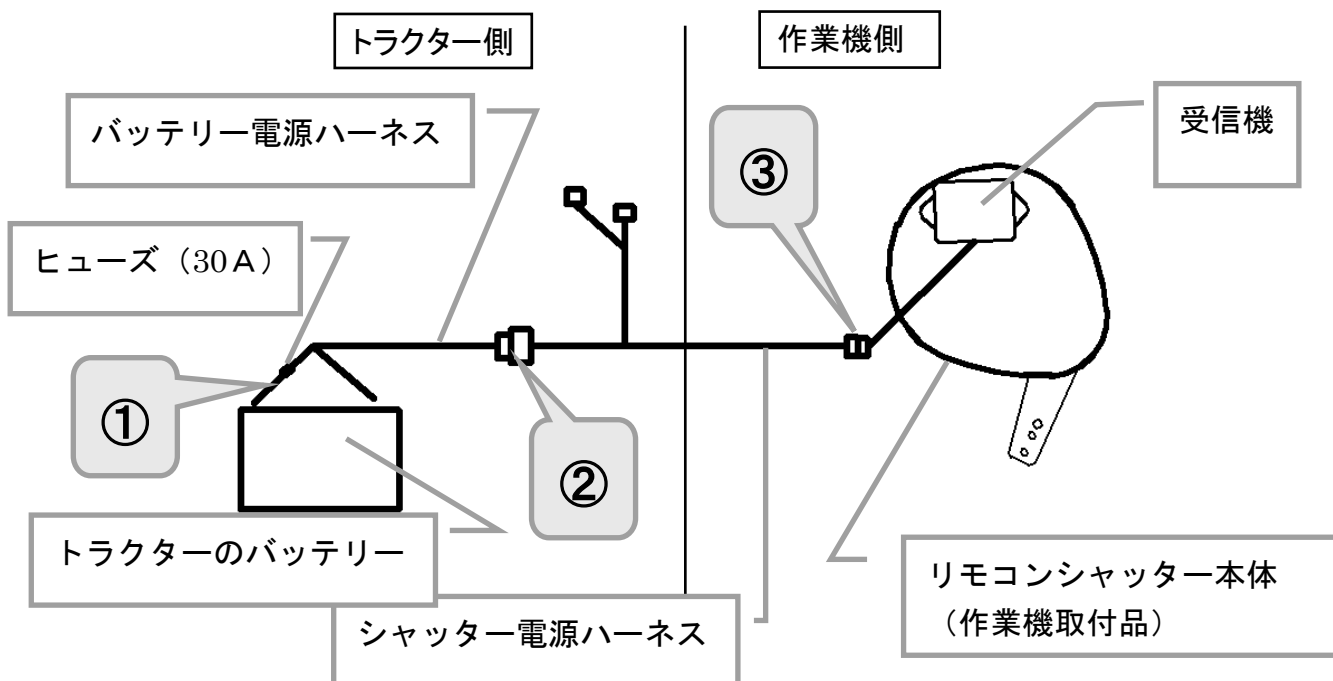 トラクター側
作業機側
バッテリー電源ハーネス
受信機
③
ヒューズ（30Ａ）
①
②
トラクターのバッテリー
リモコンシャッター本体
（作業機取付品）
シャッター電源ハーネス